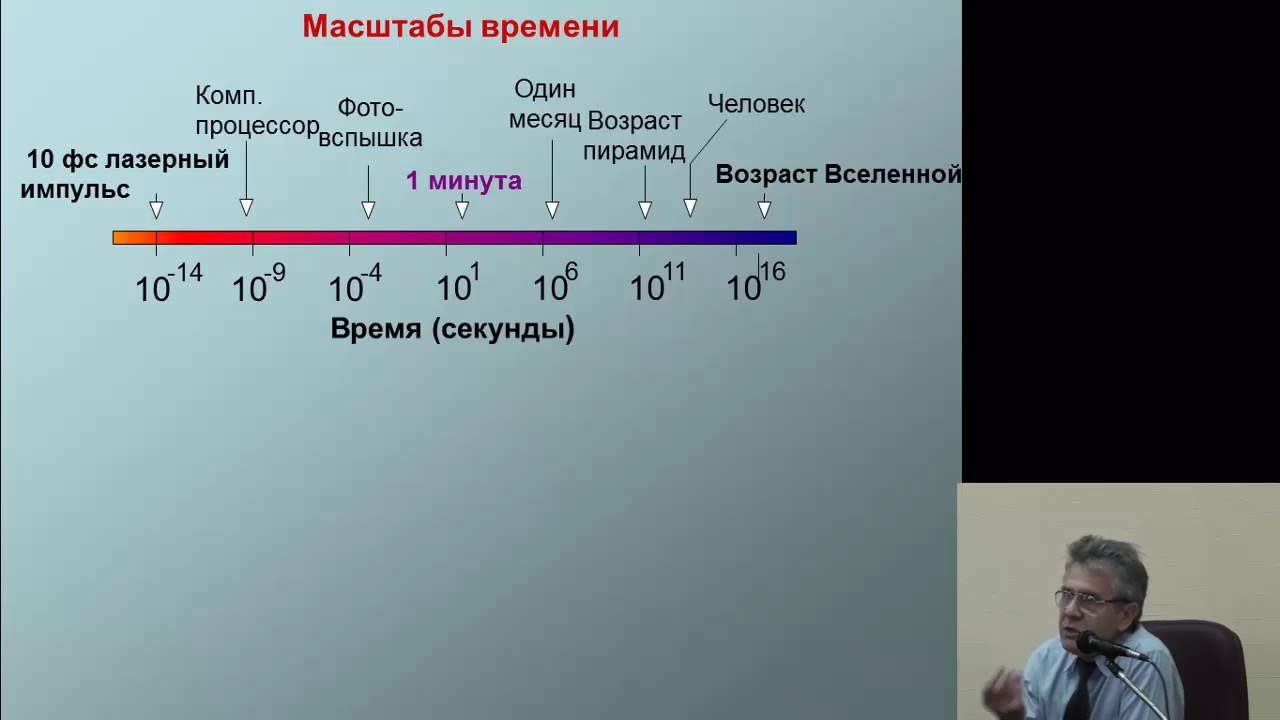 Масштабы времени
Комп.
процессор
Фото-
вспышка
Один
месяц
Возраст
пирамид
Человек
10 фс лазерный
импульс
1 минута
Возраст Вселенной
10^-14 10^-9 10^-4 10^1 10^6 10^11 10^16
Время (секунды)